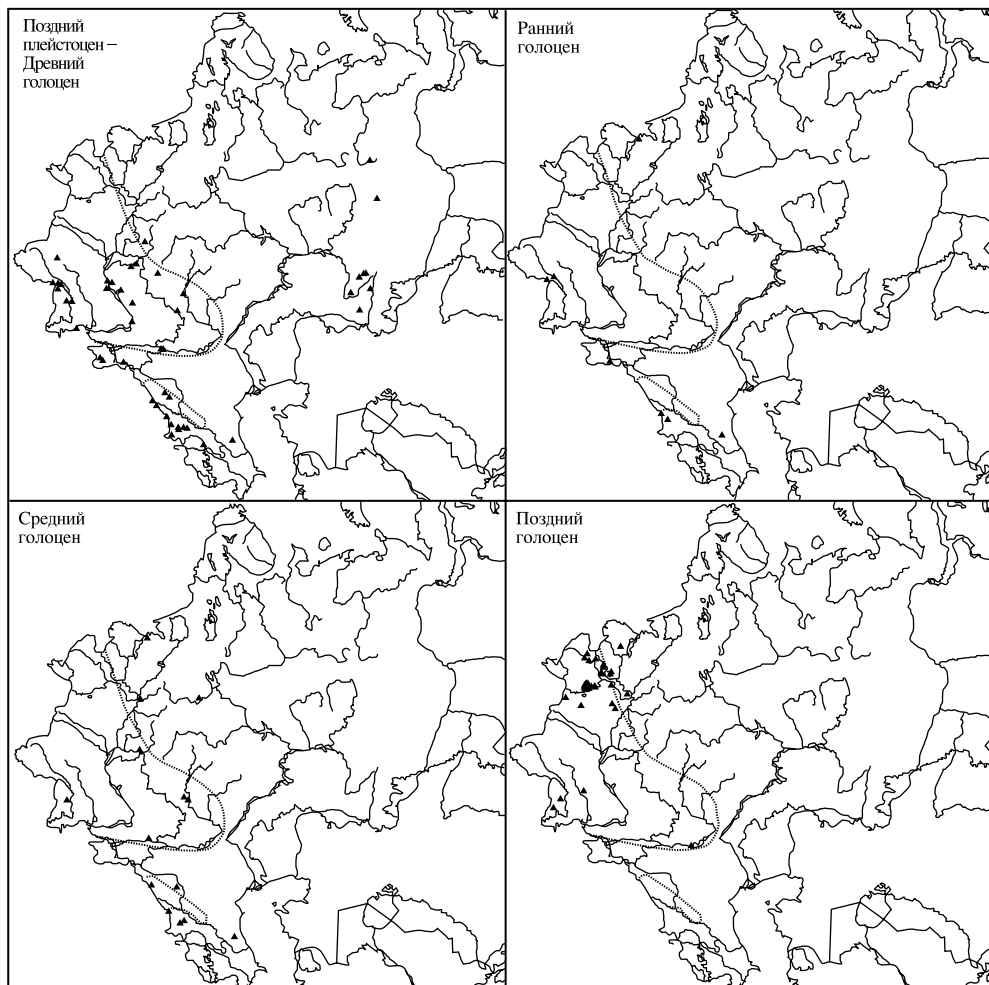 Поздний
плейстоцен –
Древний
голоцен
Ранний
голоцен
Средний
голоцен
Поздний
голоцен